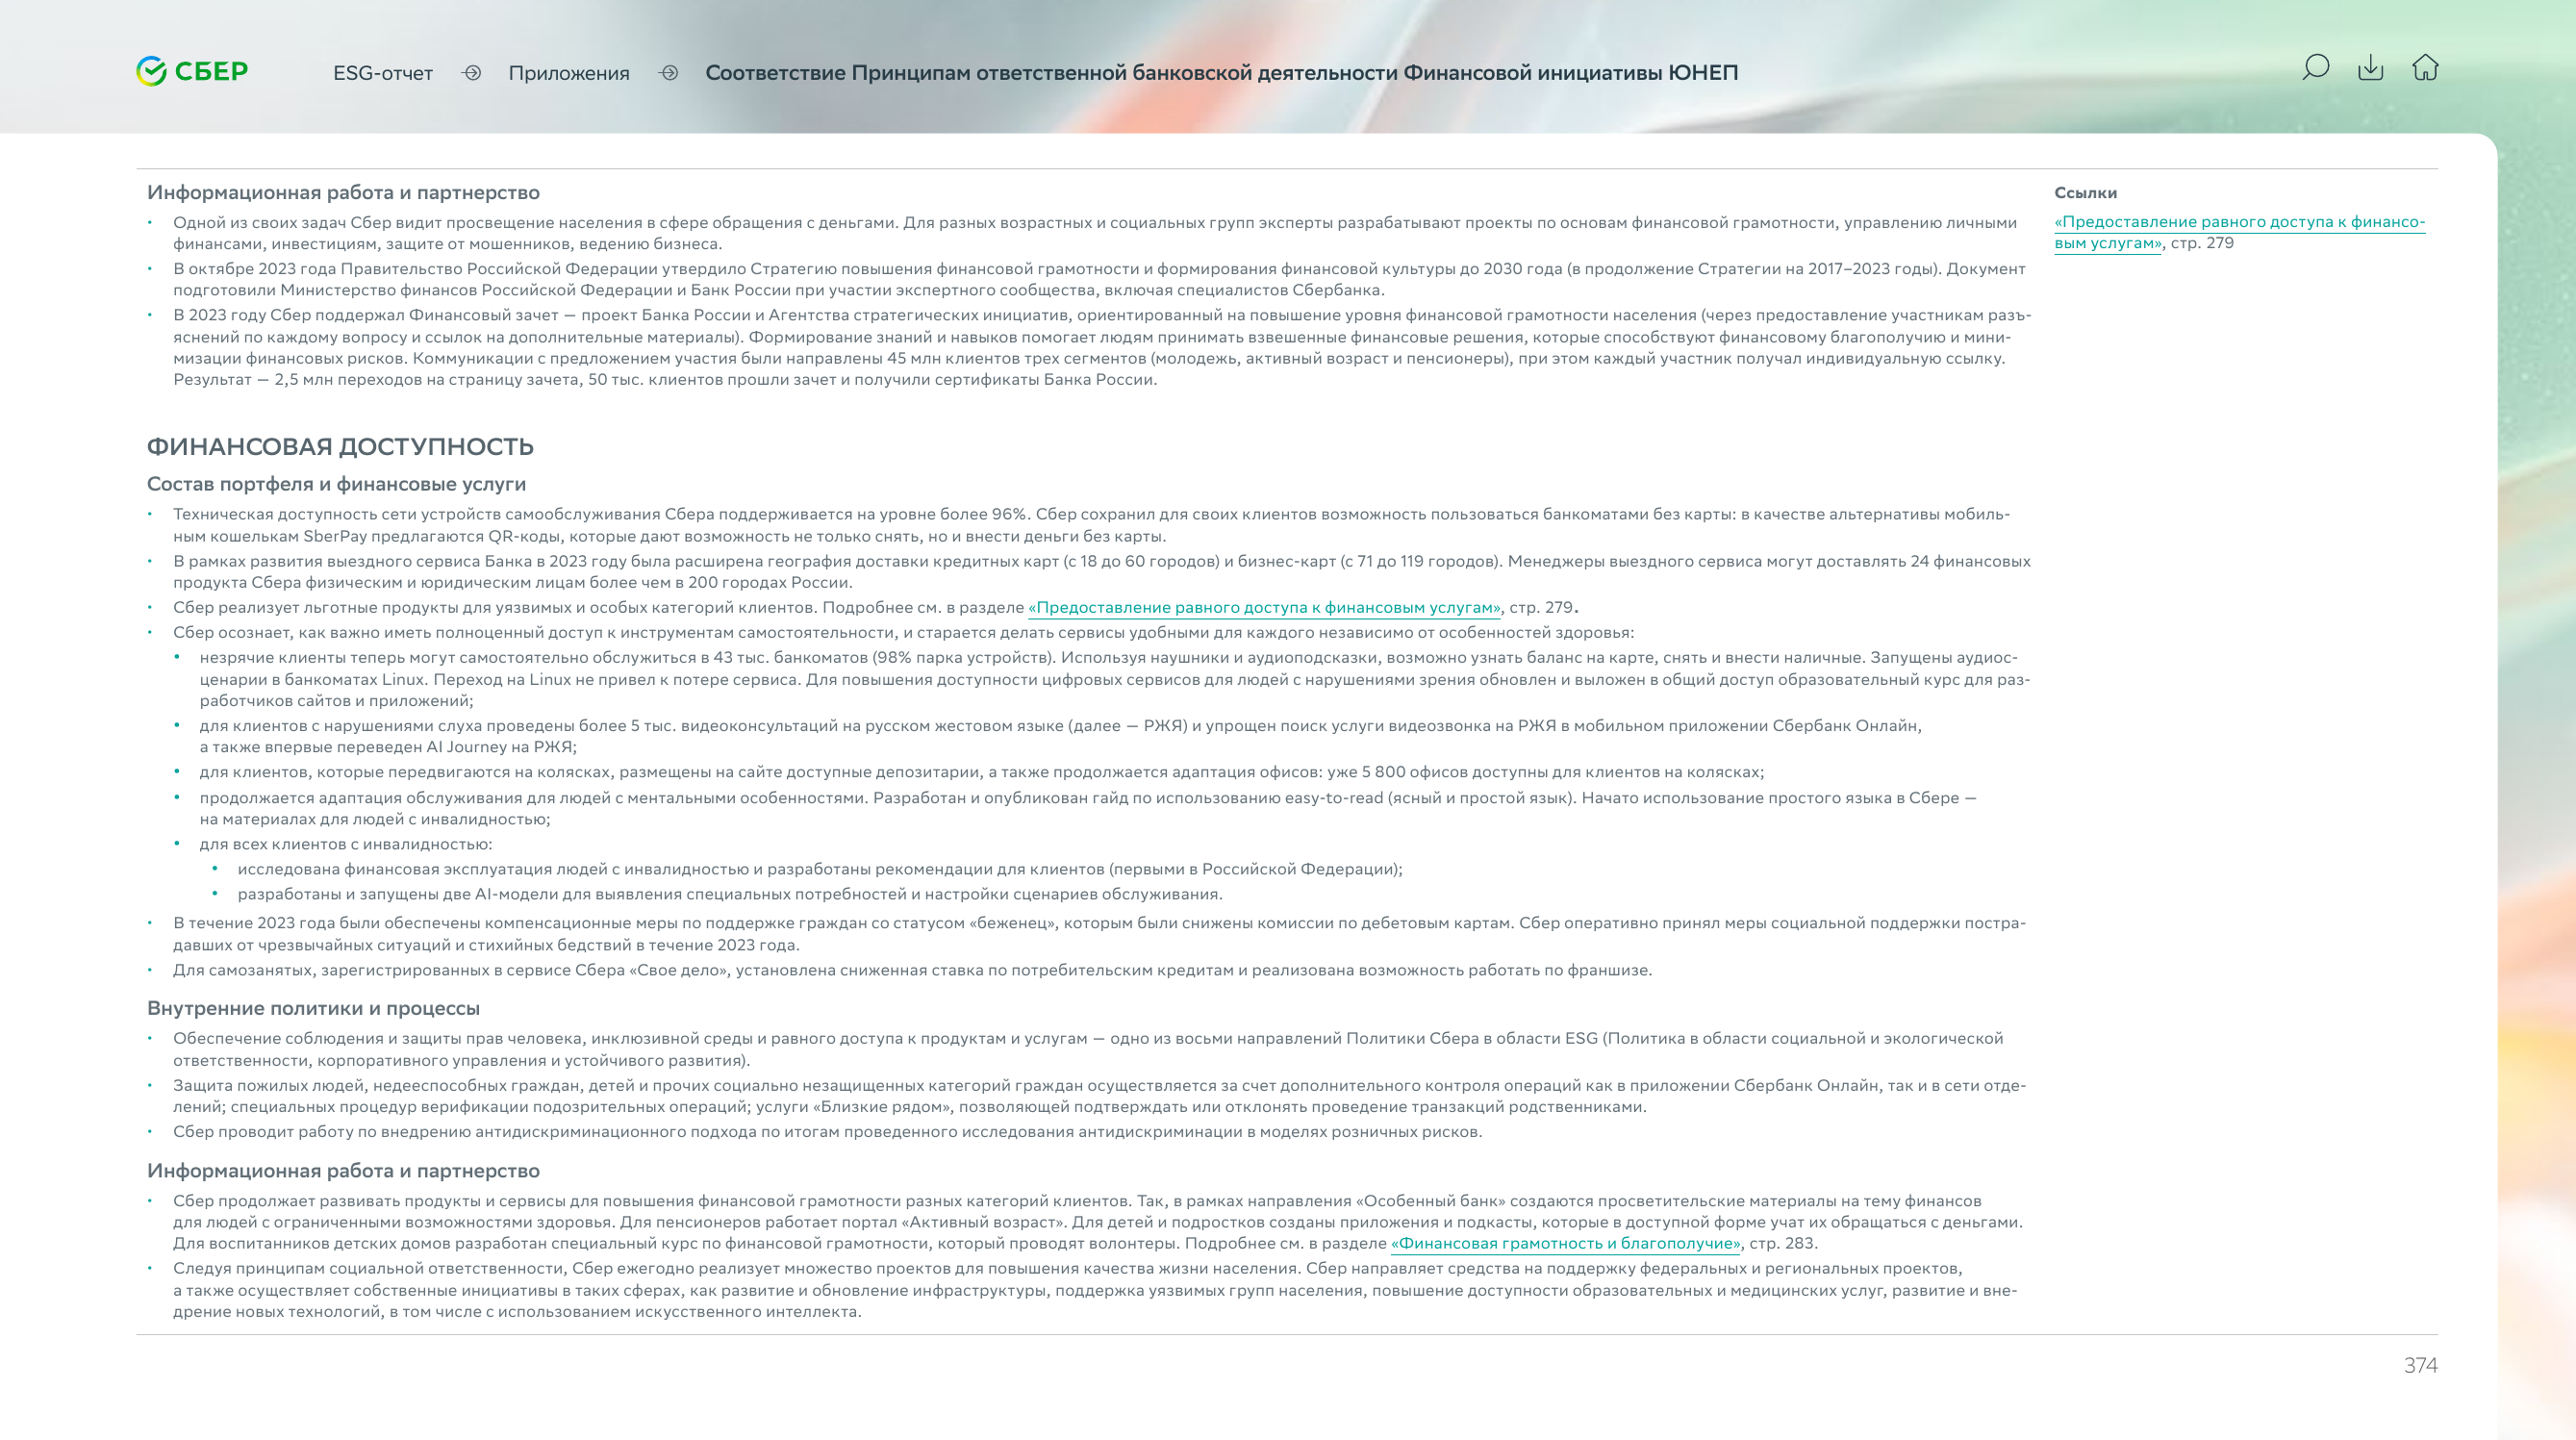 СБЕР
ESG-отчет
Приложения
Соответствие Принципам ответственной банковской деятельности Финансовой инициативы ЮНЕП
Информационная работа и партнерство
• Одной из своих задач Сбер видит просвещение населения в сфере обращения с деньгами. Для разных возрастных и социальных групп эксперты разрабатывают проекты по основам финансовой грамотности, управлению личными
финансами, инвестициям, защите от мошенников, ведению бизнеса.
• В октябре 2023 года Правительство Российской Федерации утвердило Стратегию повышения финансовой грамотности и формирования финансовой культуры до 2030 года (в продолжение Стратегии на 2017–2023 годы). Документ
подготовили Министерство финансов Российской Федерации и Банк России при участии экспертного сообщества, включая специалистов Сбербанка.
• В 2023 году Сбер поддержал Финансовый зачет — проект Банка России и Агентства стратегических инициатив, ориентированный на повышение уровня финансовой грамотности населения (через предоставление участникам разъ-
яснений по каждому вопросу и ссылок на дополнительные материалы). Формирование знаний и навыков помогает людям принимать взвешенные финансовые решения, которые способствуют финансовому благополучию и мини-
мизации финансовых рисков. Коммуникации с предложением участия были направлены 45 млн клиентов трех сегментов (молодежь, активный возраст и пенсионеры), при этом каждый участник получал индивидуальную ссылку.
Результат — 2,5 млн переходов на страницу зачета, 50 тыс. клиентов прошли зачет и получили сертификаты Банка России.
Ссылки
«Предоставление равного доступа к финансо-
вым услугам», стр. 279
ФИНАНСОВАЯ ДОСТУПНОСТЬ
Состав портфеля и финансовые услуги
• Техническая доступность сети устройств самообслуживания Сбера поддерживается на уровне более 96%. Сбер сохранил для своих клиентов возможность пользоваться банкоматами без карты: в качестве альтернативы мобиль-
ным кошелькам SberPay предлагаются QR-коды, которые дают возможность не только снять, но и внести деньги без карты.
• В рамках развития выездного сервиса Банка в 2023 году была расширена география доставки кредитных карт (с 18 до 60 городов) и бизнес-карт (с 71 до 119 городов). Менеджеры выездного сервиса могут доставлять 24 финансовых
продукта Сбера физическим и юридическим лицам более чем в 200 городах России.
• Сбер реализует льготные продукты для уязвимых и особых категорий клиентов. Подробнее см. в разделе «Предоставление равного доступа к финансовым услугам», стр. 279.
• Сбер осознает, как важно иметь полноценный доступ к инструментам самостоятельности, и старается делать сервисы удобными для каждого независимо от особенностей здоровья:
• незрячие клиенты теперь могут самостоятельно обслужиться в 43 тыс. банкоматов (98% парка устройств). Используя наушники и аудиоподсказки, возможно узнать баланс на карте, снять и внести наличные. Запущены аудиос-
ценарии в банкоматах Linux. Переход на Linux не привел к потере сервиса. Для повышения доступности цифровых сервисов для людей с нарушениями зрения обновлен и выложен в общий доступ образовательный курс для раз-
работчиков сайтов и приложений;
• для клиентов с нарушениями слуха проведены более 5 тыс. видеоконсультаций на русском жестовом языке (далее — РЖЯ) и упрощен поиск услуги видеозвонка на РЖЯ в мобильном приложении Сбербанк Онлайн,
а также впервые переведен AI Journey на РЖЯ;
• для клиентов, которые передвигаются на колясках, размещены на сайте доступные депозитарии, а также продолжается адаптация офисов: уже 5 800 офисов доступны для клиентов на колясках;
• продолжается адаптация обслуживания для людей с ментальными особенностями. Разработан и опубликован гайд по использованию easy-to-read (ясный и простой язык). Начато использование простого языка в Сбере —
на материалах для людей с инвалидностью;
• для всех клиентов с инвалидностью:
• исследована финансовая эксплуатация людей с инвалидностью и разработаны рекомендации для клиентов (первыми в Российской Федерации);
• разработаны и запущены две AI-модели для выявления специальных потребностей и настройки сценариев обслуживания.
• В течение 2023 года были обеспечены компенсационные меры по поддержке граждан со статусом «беженец», которым были снижены комиссии по дебетовым картам. Сбер оперативно принял меры социальной поддержки постра-
давших от чрезвычайных ситуаций и стихийных бедствий в течение 2023 года.
• Для самозанятых, зарегистрированных в сервисе Сбера «Свое дело», установлена сниженная ставка по потребительским кредитам и реализована возможность работать по франшизе.
Внутренние политики и процессы
• Обеспечение соблюдения и защиты прав человека, инклюзивной среды и равного доступа к продуктам и услугам — одно из восьми направлений Политики Сбера в области ESG (Политика в области социальной и экологической
ответственности, корпоративного управления и устойчивого развития).
• Защита пожилых людей, недееспособных граждан, детей и прочих социально незащищенных категорий граждан осуществляется за счет дополнительного контроля операций как в приложении Сбербанк Онлайн, так и в сети отде-
лений; специальных процедур верификации подозрительных операций; услуги «Близкие рядом», позволяющей подтверждать или отклонять проведение транзакций родственниками.
• Сбер проводит работу по внедрению антидискриминационного подхода по итогам проведенного исследования антидискриминации в моделях розничных рисков.
Информационная работа и партнерство
• Сбер продолжает развивать продукты и сервисы для повышения финансовой грамотности разных категорий клиентов. Так, в рамках направления «Особенный банк» создаются просветительские материалы на тему финансов
для людей с ограниченными возможностями здоровья. Для пенсионеров работает портал «Активный возраст». Для детей и подростков созданы приложения и подкасты, которые в доступной форме учат их обращаться с деньгами.
Для воспитанников детских домов разработан специальный курс по финансовой грамотности, который проводят волонтеры. Подробнее см. в разделе «Финансовая грамотность и благополучие», стр. 283.
• Следуя принципам социальной ответственности, Сбер ежегодно реализует множество проектов для повышения качества жизни населения. Сбер направляет средства на поддержку федеральных и региональных проектов,
а также осуществляет собственные инициативы в таких сферах, как развитие и обновление инфраструктуры, поддержка уязвимых групп населения, повышение доступности образовательных и медицинских услуг, развитие и вне-
дрение новых технологий, в том числе с использованием искусственного интеллекта.
374